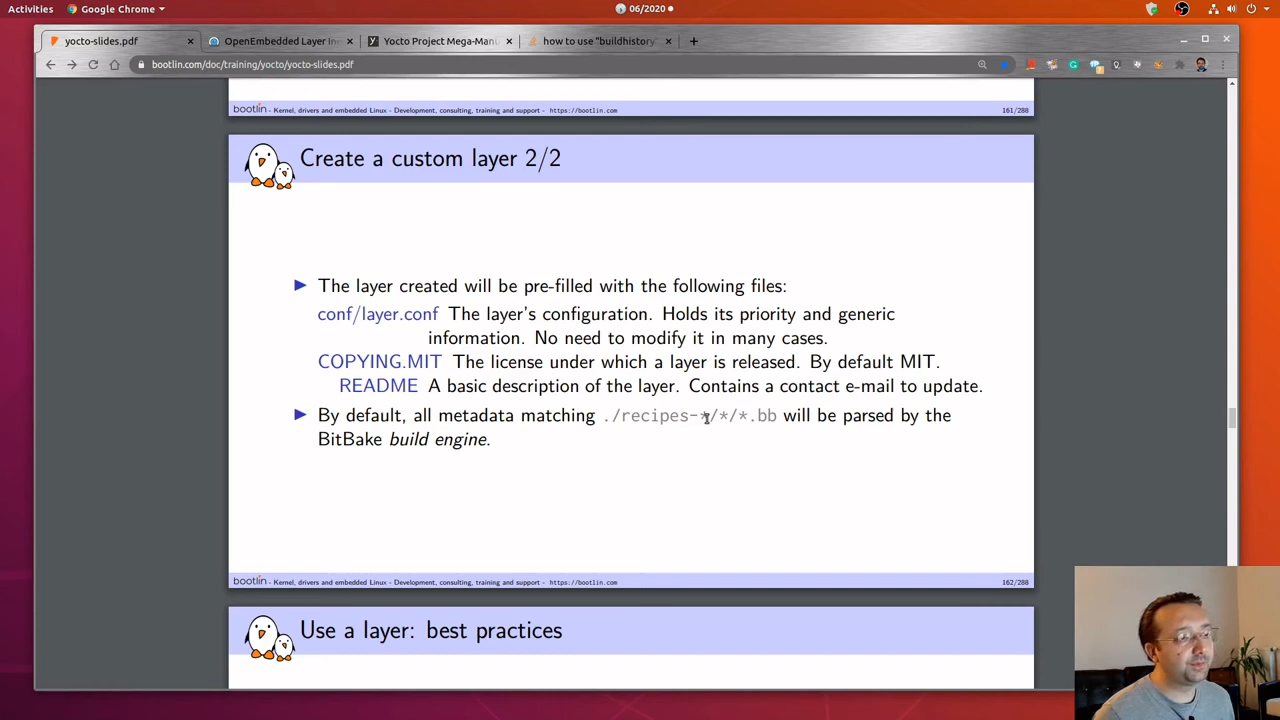 Activities
Google Chrome
06/2020
yocto-slides.pdf
OpenEmbedded Layer In
Yocto Project Mega-Manu
how to use "buildhistory"
bootlin.com/doc/training/yocto/yocto-slides.pdf
bootlin - Kernel, drivers and embedded Linux - Development, consulting, training and support - https://bootlin.com 161/288
Create a custom layer 2/2
The layer created will be pre-filled with the following files:
conf/layer.conf The layer's configuration. Holds its priority and generic
information. No need to modify it in many cases.
COPYING.MIT The license under which a layer is released. By default MIT.
README A basic description of the layer. Contains a contact e-mail to update.
By default, all metadata matching ./recipes-*/*/*.bb will be parsed by the
BitBake build engine.
bootlin - Kernel, drivers and embedded Linux - Development, consulting, training and support - https://bootlin.com 162/288
Use a layer: best practices